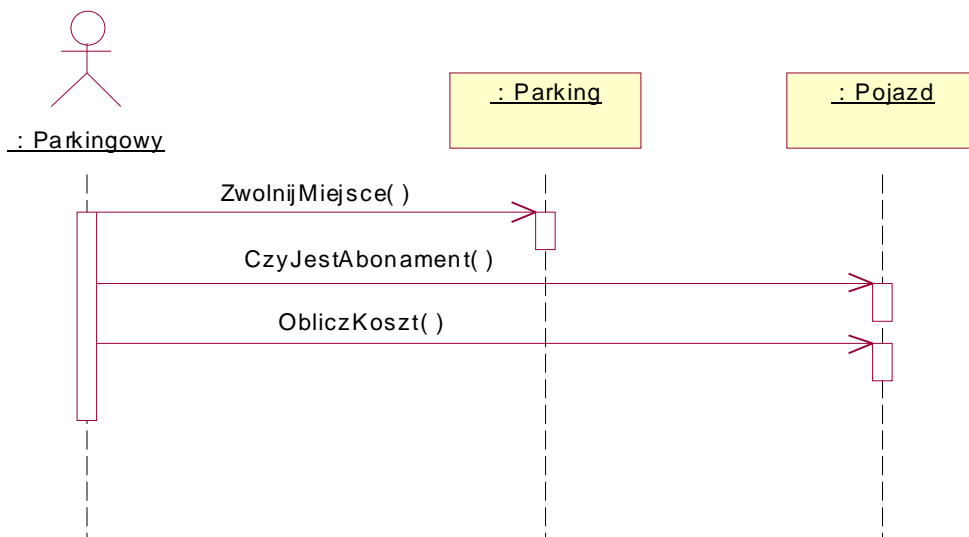 : Parking
: Pojazd
: Parkingowy
ZwolnijMiejsce( )
CzyJestAbonament( )
ObliczKoszt( )